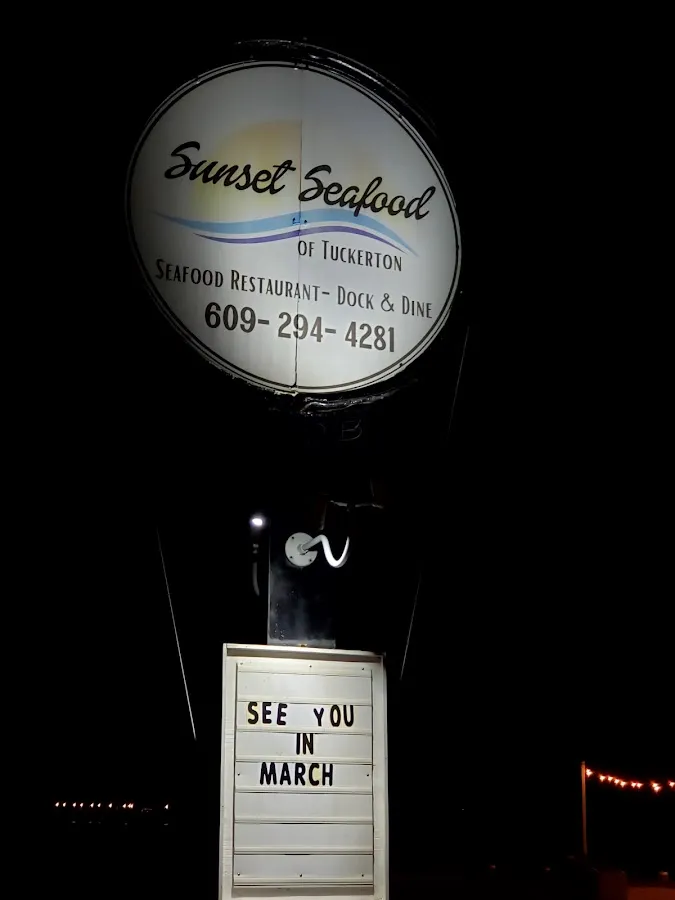 Sunset Seafood
OF TUCKERTON
SEAFOOD RESTAURANT- DOCK & DINE
609-294-4281
SEE YOU
IN
MARCH